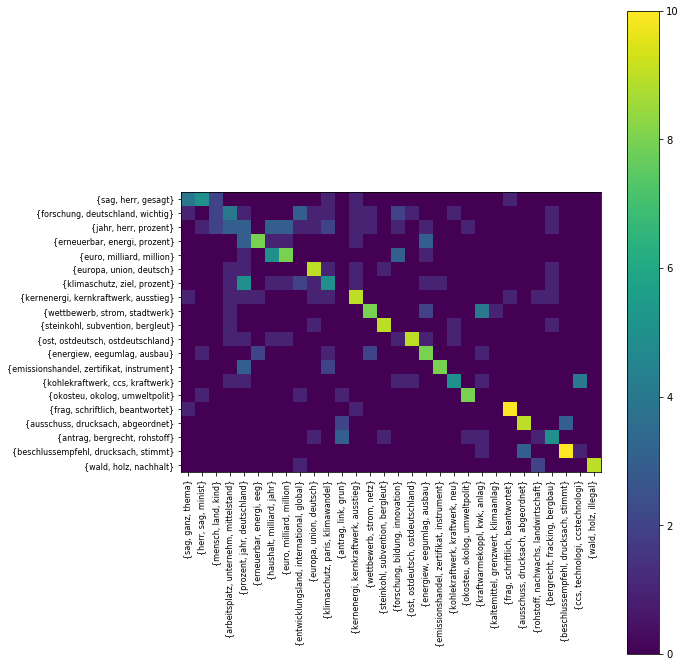 10
8
6
4
2
0
{sag, herr, gesagt}
{forschung, deutschland, wichtig}
{jahr, herr, prozent}
{erneuerbar, energi, prozent}
{euro, milliard, million}
{europa, union, deutsch}
{klimaschutz, ziel, prozent}
{kernenergi, kernkraftwerk, ausstieg}
{wettbewerb, strom, stadtwerk}
{steinkohl, subvention, bergleut}
{ost, ostdeutsch, ostdeutschland}
{energiew, eegumlag, ausbau}
{emissionshandel, zertifikat, instrument}
{kohlekraftwerk, ccs, kraftwerk}
{okosteu, okolog, umweltpolit}
{frag, schriftlich, beantwortet}
{ausschuss, drucksach, abgeordnet}
{antrag, bergrecht, rohstoff}
{beschlussempfehl, drucksach, stimmt}
{wald, holz, nachhalt}
{sag, ganz, thema}
{herr, sag, minist}
{mensch, land, kind}
{arbeitsplatz, unternehm, mittelstand}
{prozent, jahr, deutschland}
{erneuerbar, energi, eeg}
{haushalt, milliard, jahr}
{euro, milliard, million}
{entwicklungsland, international, global}
{europa, union, deutsch}
{klimaschutz, paris, klimawandel}
{antrag, link, grun}
{kernenergi, kernkraftwerk, ausstieg}
{wettbewerb, strom, netz}
{steinkohl, subvention, bergleut}
{forschung, bildung, innovation}
{ost, ostdeutsch, ostdeutschland}
{energiew, eegumlag, ausbau}
{emissionshandel, zertifikat, instrument}
{kohlekraftwerk, kraftwerk, neu}
{okosteu, okolog, umweltpolit}
{kraftwarmekoppl, kwk, anlag}
{kaltemittel, grenzwert, klimaanlag}
{frag, schriftlich, beantwortet}
{ausschuss, drucksach, abgeordnet}
{rohstoff, nachwachs, landwirtschaft}
{bergrecht, fracking, bergbau}
{beschlussempfehl, drucksach, stimmt}
{ccs, technologi, ccstechnologi}
{wald, holz, illegal}